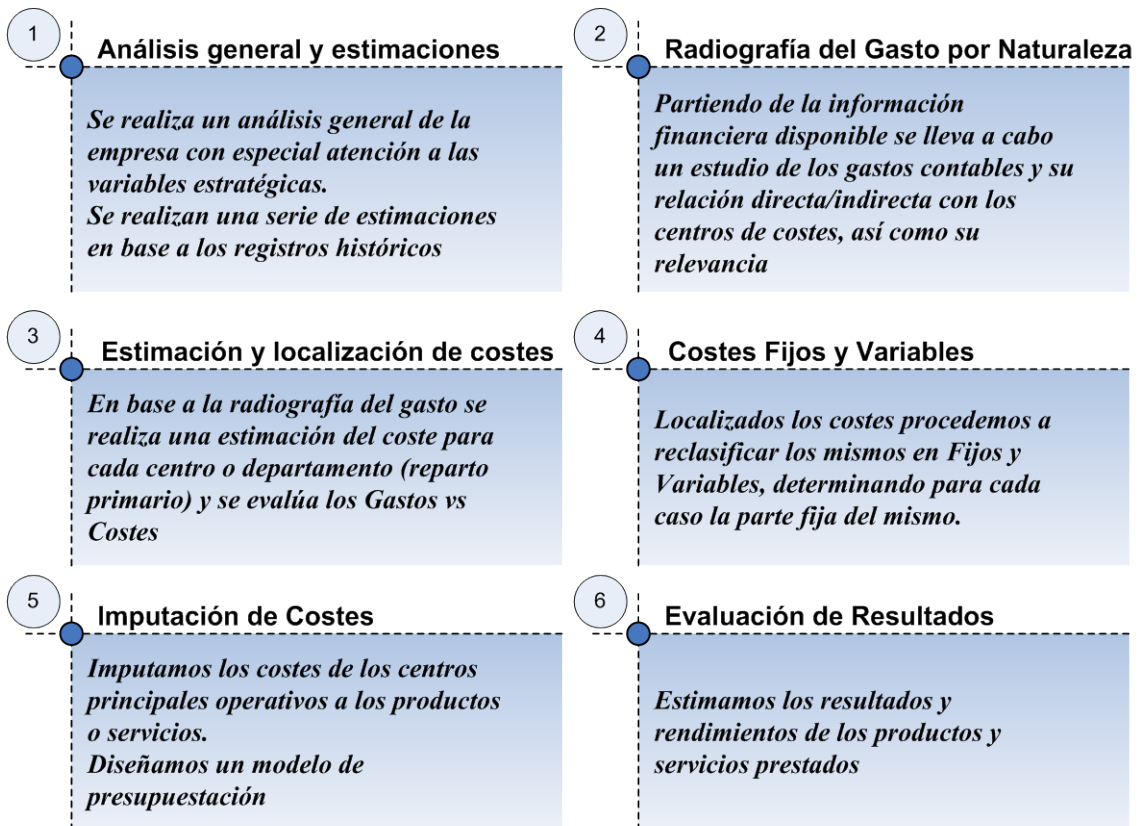 1
Análisis general y estimaciones
Se realiza un análisis general de la
empresa con especial atención a las
variables estratégicas.
Se realizan una serie de estimaciones
en base a los registros históricos
2
Radiografía del Gasto por Naturaleza
Partiendo de la información
financiera disponible se lleva a cabo
un estudio de los gastos contables y su
relación directa/indirecta con los
centros de costes, así como su
relevancia
3
Estimación y localización de costes
En base a la radiografía del gasto se
realiza una estimación del coste para
cada centro o departamento (reparto
primario) y se evalúa los Gastos vs
Costes
4
Costes Fijos y Variables
Localizados los costes procedemos a
reclasificar los mismos en Fijos y
Variables, determinando para cada
caso la parte fija del mismo.
5
Imputación de Costes
Imputamos los costes de los centros
principales operativos a los productos
o servicios.
Diseñamos un modelo de
presupuestación
6
Evaluación de Resultados
Estimamos los resultados y
rendimientos de los productos y
servicios prestados